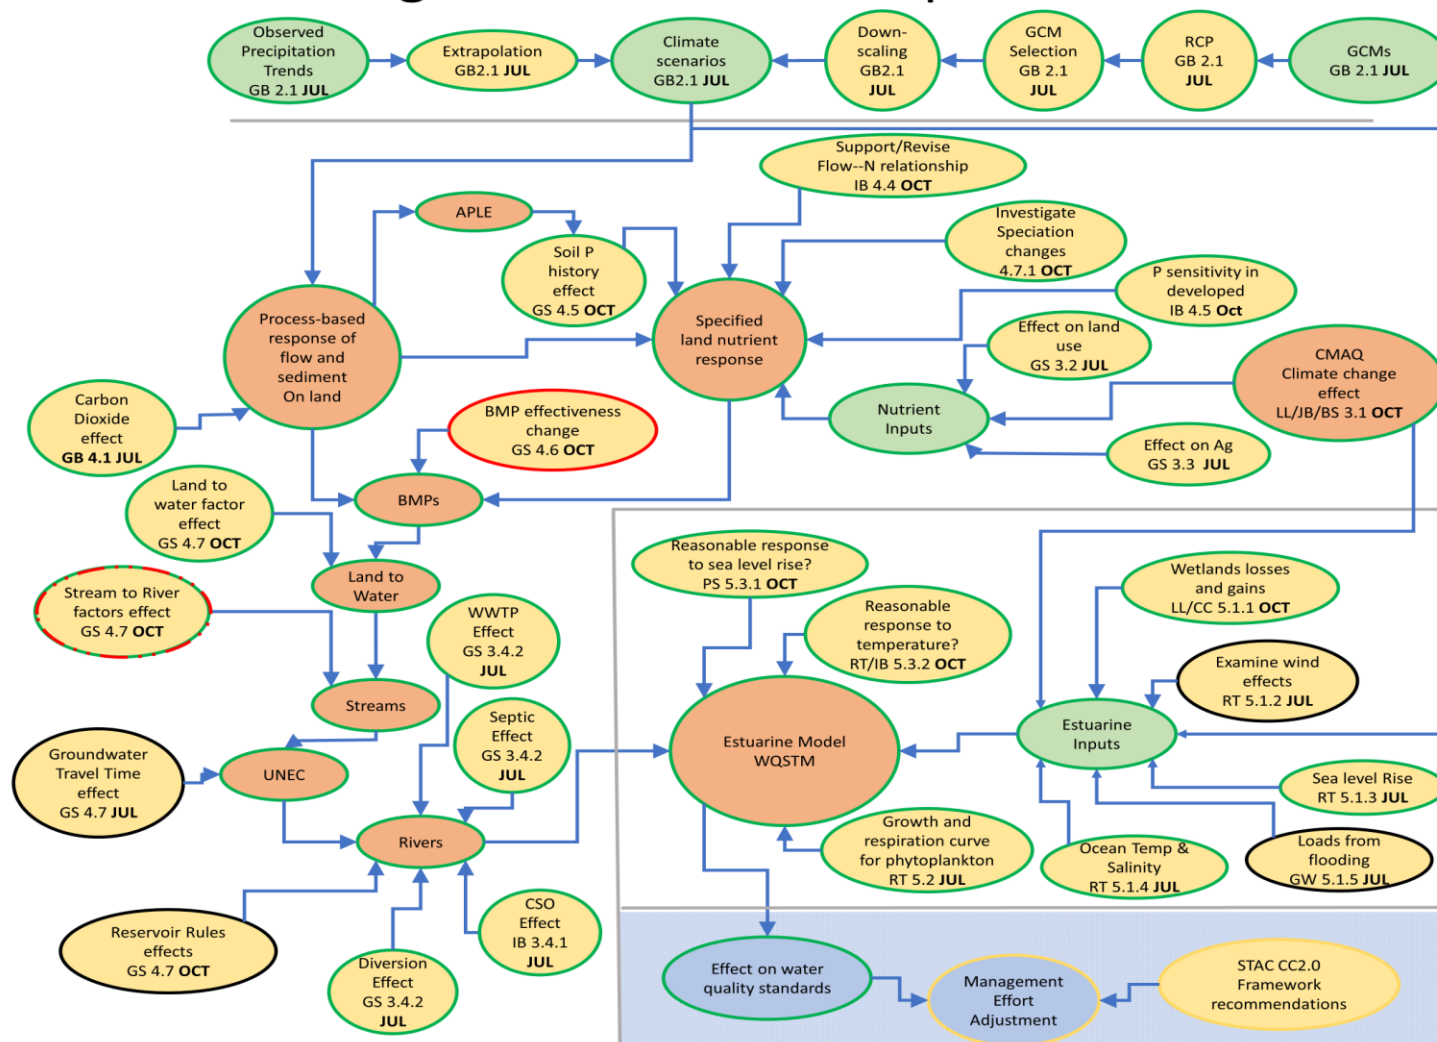 Observed
Precipitation
Trends
GB 2.1 JUL
Extrapolation
GB2.1 JUL
Climate
scenarios
GB2.1 JUL
Down-
scaling
GB2.1
JUL
GCM
Selection
GB 2.1
JUL
RCP
GB 2.1
JUL
GCMs
GB 2.1 JUL
Support/Revise
Flow--N relationship
IB 4.4 OCT
APLE
Soil P
history
effect
GS 4.5 OCT
Investigate
Speciation
changes
4.7.1 OCT
P sensitivity in
developed
IB 4.5 Oct
Process-based
response of
flow and
sediment
On land
Specified
land nutrient
response
Effect on land
use
GS 3.2 JUL
CMAQ
Climate change
effect
LL/JB/BS 3.1 OCT
Carbon
Dioxide
effect
GB 4.1 JUL
BMP effectiveness
change
GS 4.6 OCT
Nutrient
Inputs
Effect on Ag
GS 3.3 JUL
Land to
water factor
effect
GS 4.7 OCT
BMPs
Land to
Water
Stream to River
factors effect
GS 4.7 OCT
WWTP
Effect
GS 3.4.2
JUL
Reasonable response
to sea level rise?
PS 5.3.1 OCT
Reasonable
response to
temperature?
RT/IB 5.3.2 OCT
Wetlands losses
and gains
LL/CC 5.1.1 OCT
Examine wind
effects
RT 5.1.2 JUL
Streams
Septic
Effect
GS 3.4.2
JUL
Groundwater
Travel Time
effect
GS 4.7 JUL
UNEC
Estuarine Model
WQSTM
Estuarine
Inputs
Sea level Rise
RT 5.1.3 JUL
Rivers
Growth and
respiration curve
for phytoplankton
RT 5.2 JUL
Ocean Temp &
Salinity
RT 5.1.4 JUL
Loads from
flooding
GW 5.1.5 JUL
Reservoir Rules
effects
GS 4.7 OCT
Diversion
Effect
GS 3.4.2
JUL
CSO
Effect
IB 3.4.1
JUL
Effect on water
quality standards
Management
Effort
Adjustment
STAC CC2.0
Framework
recommendations